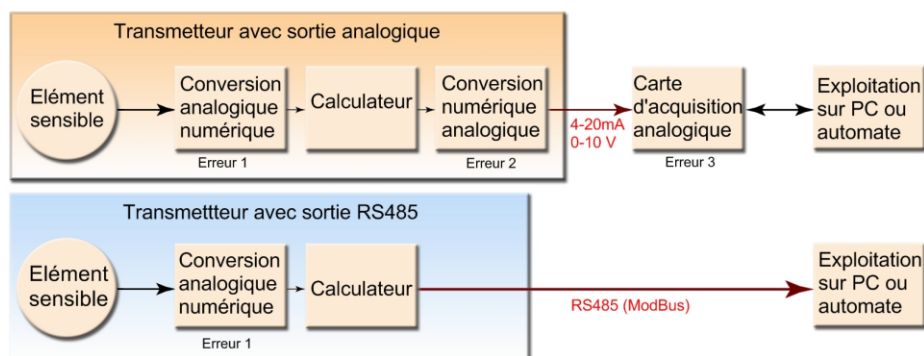 Transmetteur avec sortie analogique
Elément
sensible
Conversion
analogique
numérique
Erreur 1
Calculateur
Conversion
numérique
analogique
Erreur 2
4-20mA
0-10 V
Carte
d'acquisition
analogique
Erreur 3
Exploitation
sur PC ou
automate
Transmettteur avec sortie RS485
Elément
sensible
Conversion
analogique
numérique
Erreur 1
Calculateur
RS485 (ModBus)
Exploitation
sur PC ou
automate